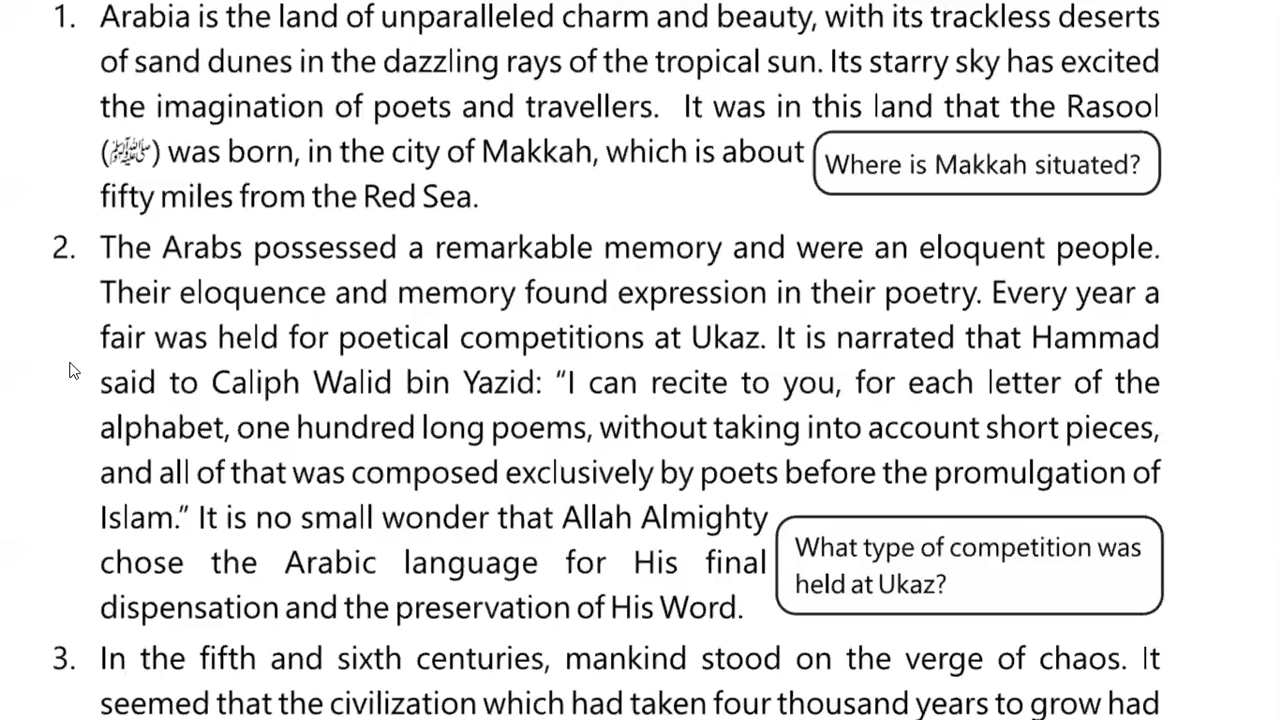 1. Arabia is the land of unparalleled charm and beauty, with its trackless deserts
of sand dunes in the dazzling rays of the tropical sun. Its starry sky has excited
the imagination of poets and travellers. It was in this land that the Rasool
(ﷺ) was born, in the city of Makkah, which is about
fifty miles from the Red Sea.
Where is Makkah situated?
2. The Arabs possessed a remarkable memory and were an eloquent people.
Their eloquence and memory found expression in their poetry. Every year a
fair was held for poetical competitions at Ukaz. It is narrated that Hammad
said to Caliph Walid bin Yazid: “I can recite to you, for each letter of the
alphabet, one hundred long poems, without taking into account short pieces,
and all of that was composed exclusively by poets before the promulgation of
Islam.” It is no small wonder that Allah Almighty
chose the Arabic language for His final
dispensation and the preservation of His Word.
What type of competition was
held at Ukaz?
3. In the fifth and sixth centuries, mankind stood on the verge of chaos. It
seemed that the civilization which had taken four thousand years to grow had